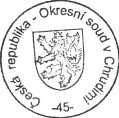 Česká republika - Okresní soud v Chrudimi
-45-